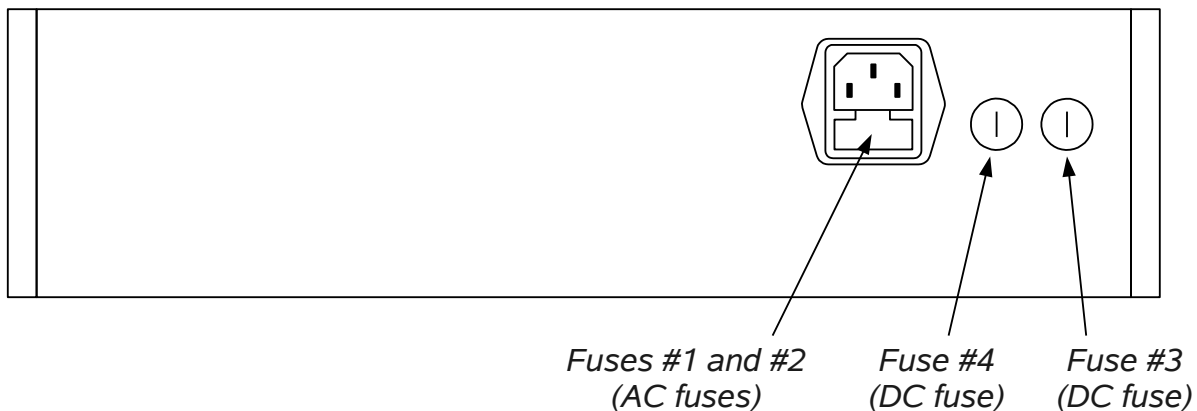 Fuses #1 and #2
(AC fuses)
Fuse #4
(DC fuse)
Fuse #3
(DC fuse)